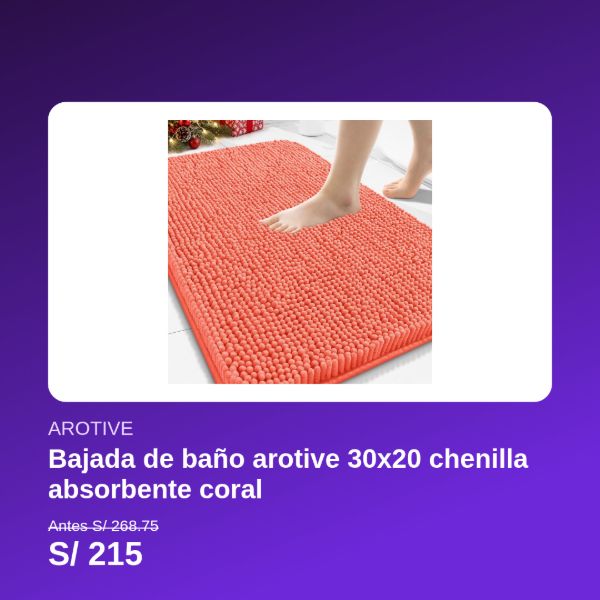 AROTIVE
Bajada de baño arotive 30x20 chenilla
absorbente coral
Antes S/ 268.75
S/ 215